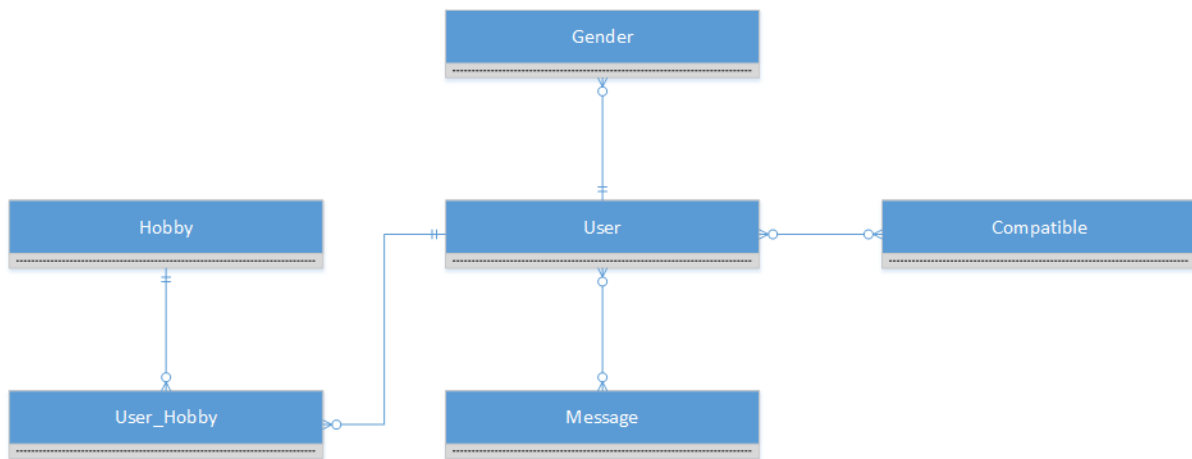 Gender
Hobby
User
Compatible
User_Hobby
Message